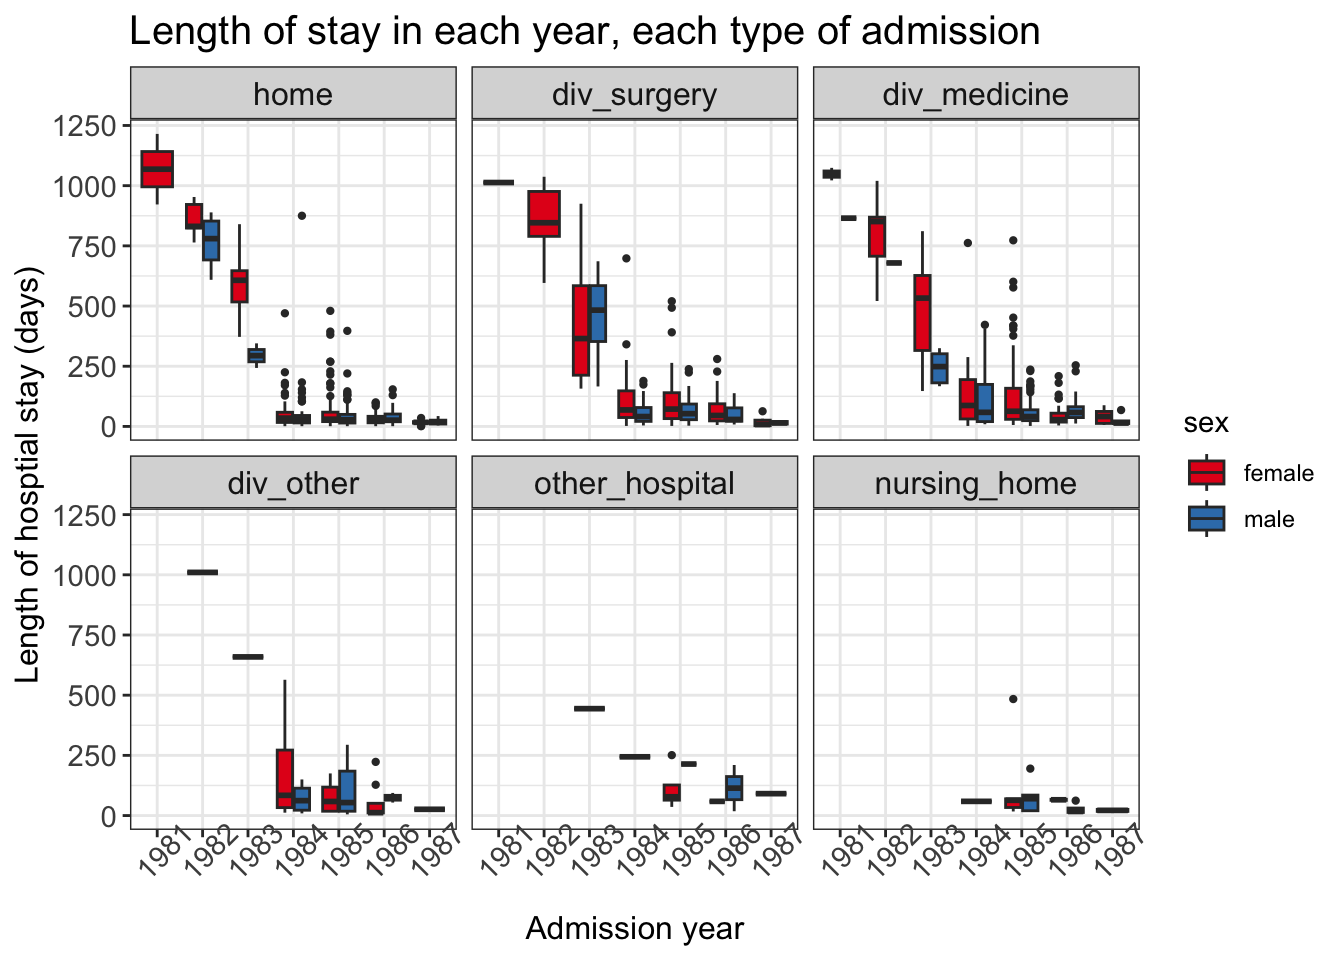 Length of stay in each year, each type of admission
home div_surgery div_medicine
1250
1000
750
500
250
0
div_other other_hospital nursing_home
1250
1000
750
500
250
0
Length of hosptial stay (days)
1981 1982 1983 1984 1985 1986 1987 1981 1982 1983 1984 1985 1986 1987 1981 1982 1983 1984 1985 1986 1987
Admission year
sex
female
male